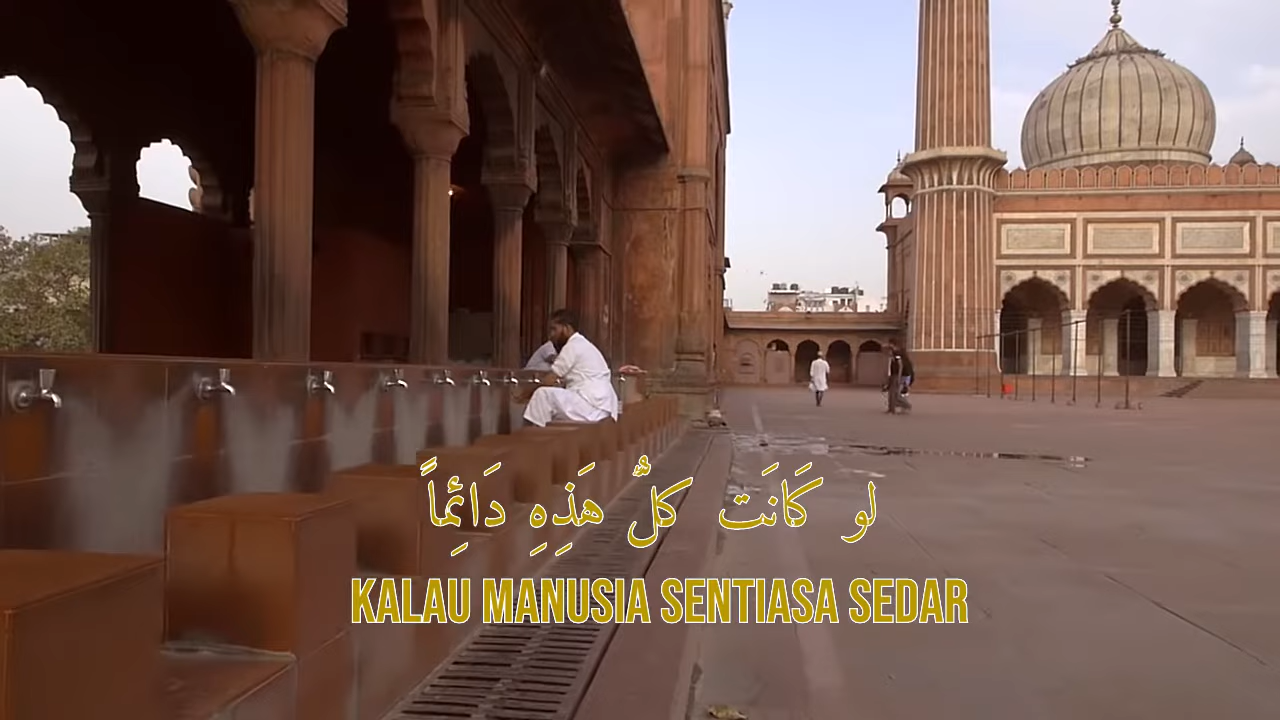 لو كَانَت كلٌّ هَذِهِ دَائِماً
KALAU MANUSIA SENTIASA SEDAR